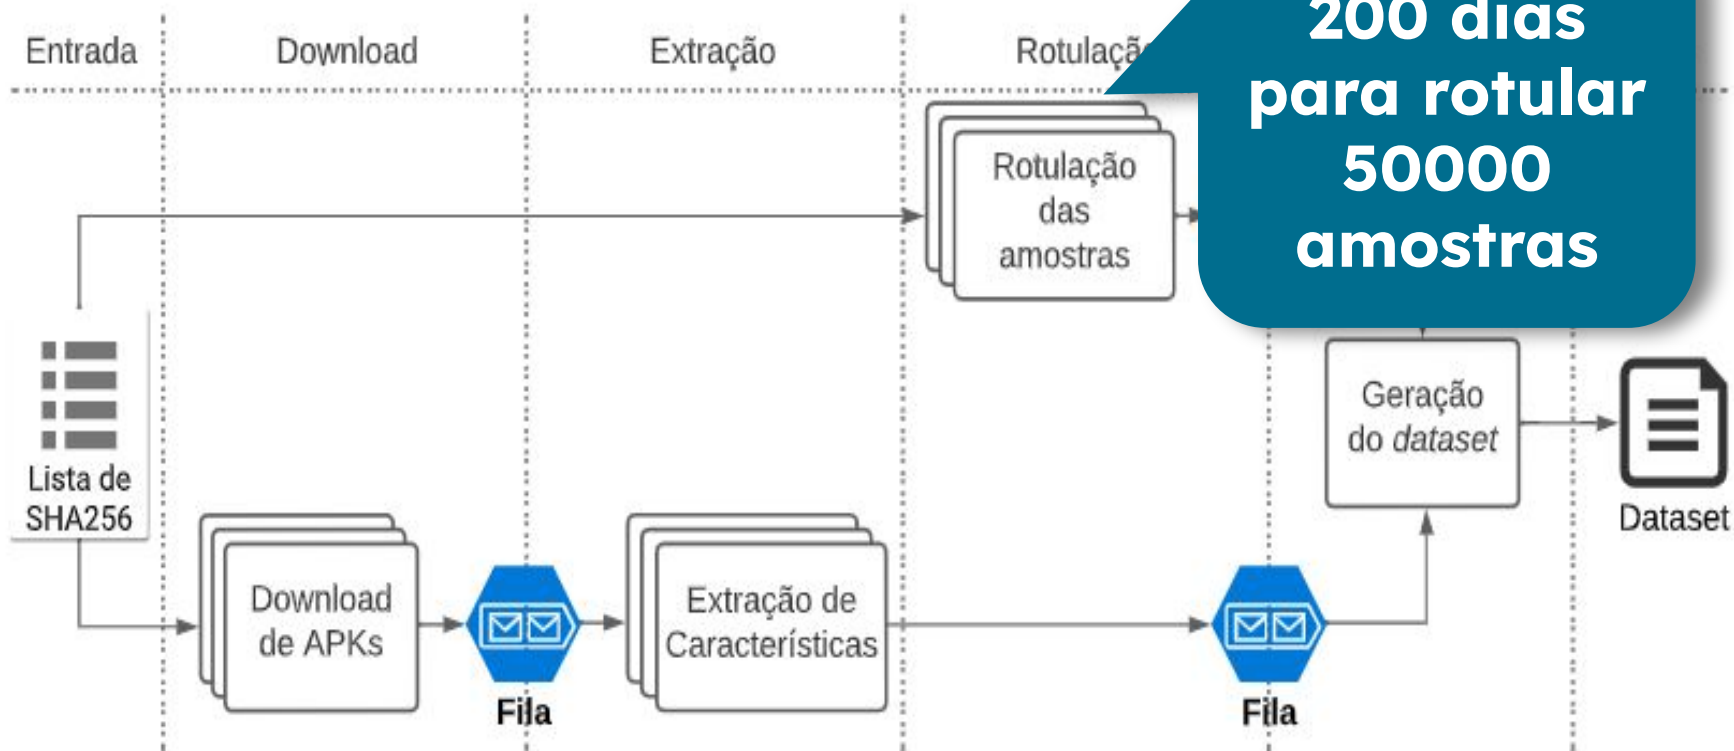 Entrada
Download
Extração
200 dias
para rotular
50000
amostras
Rotulação
das
amostras
Lista de
SHA256
Geração
do dataset
Dataset
Download
de APKs
Extração de
Características
Fila
Fila